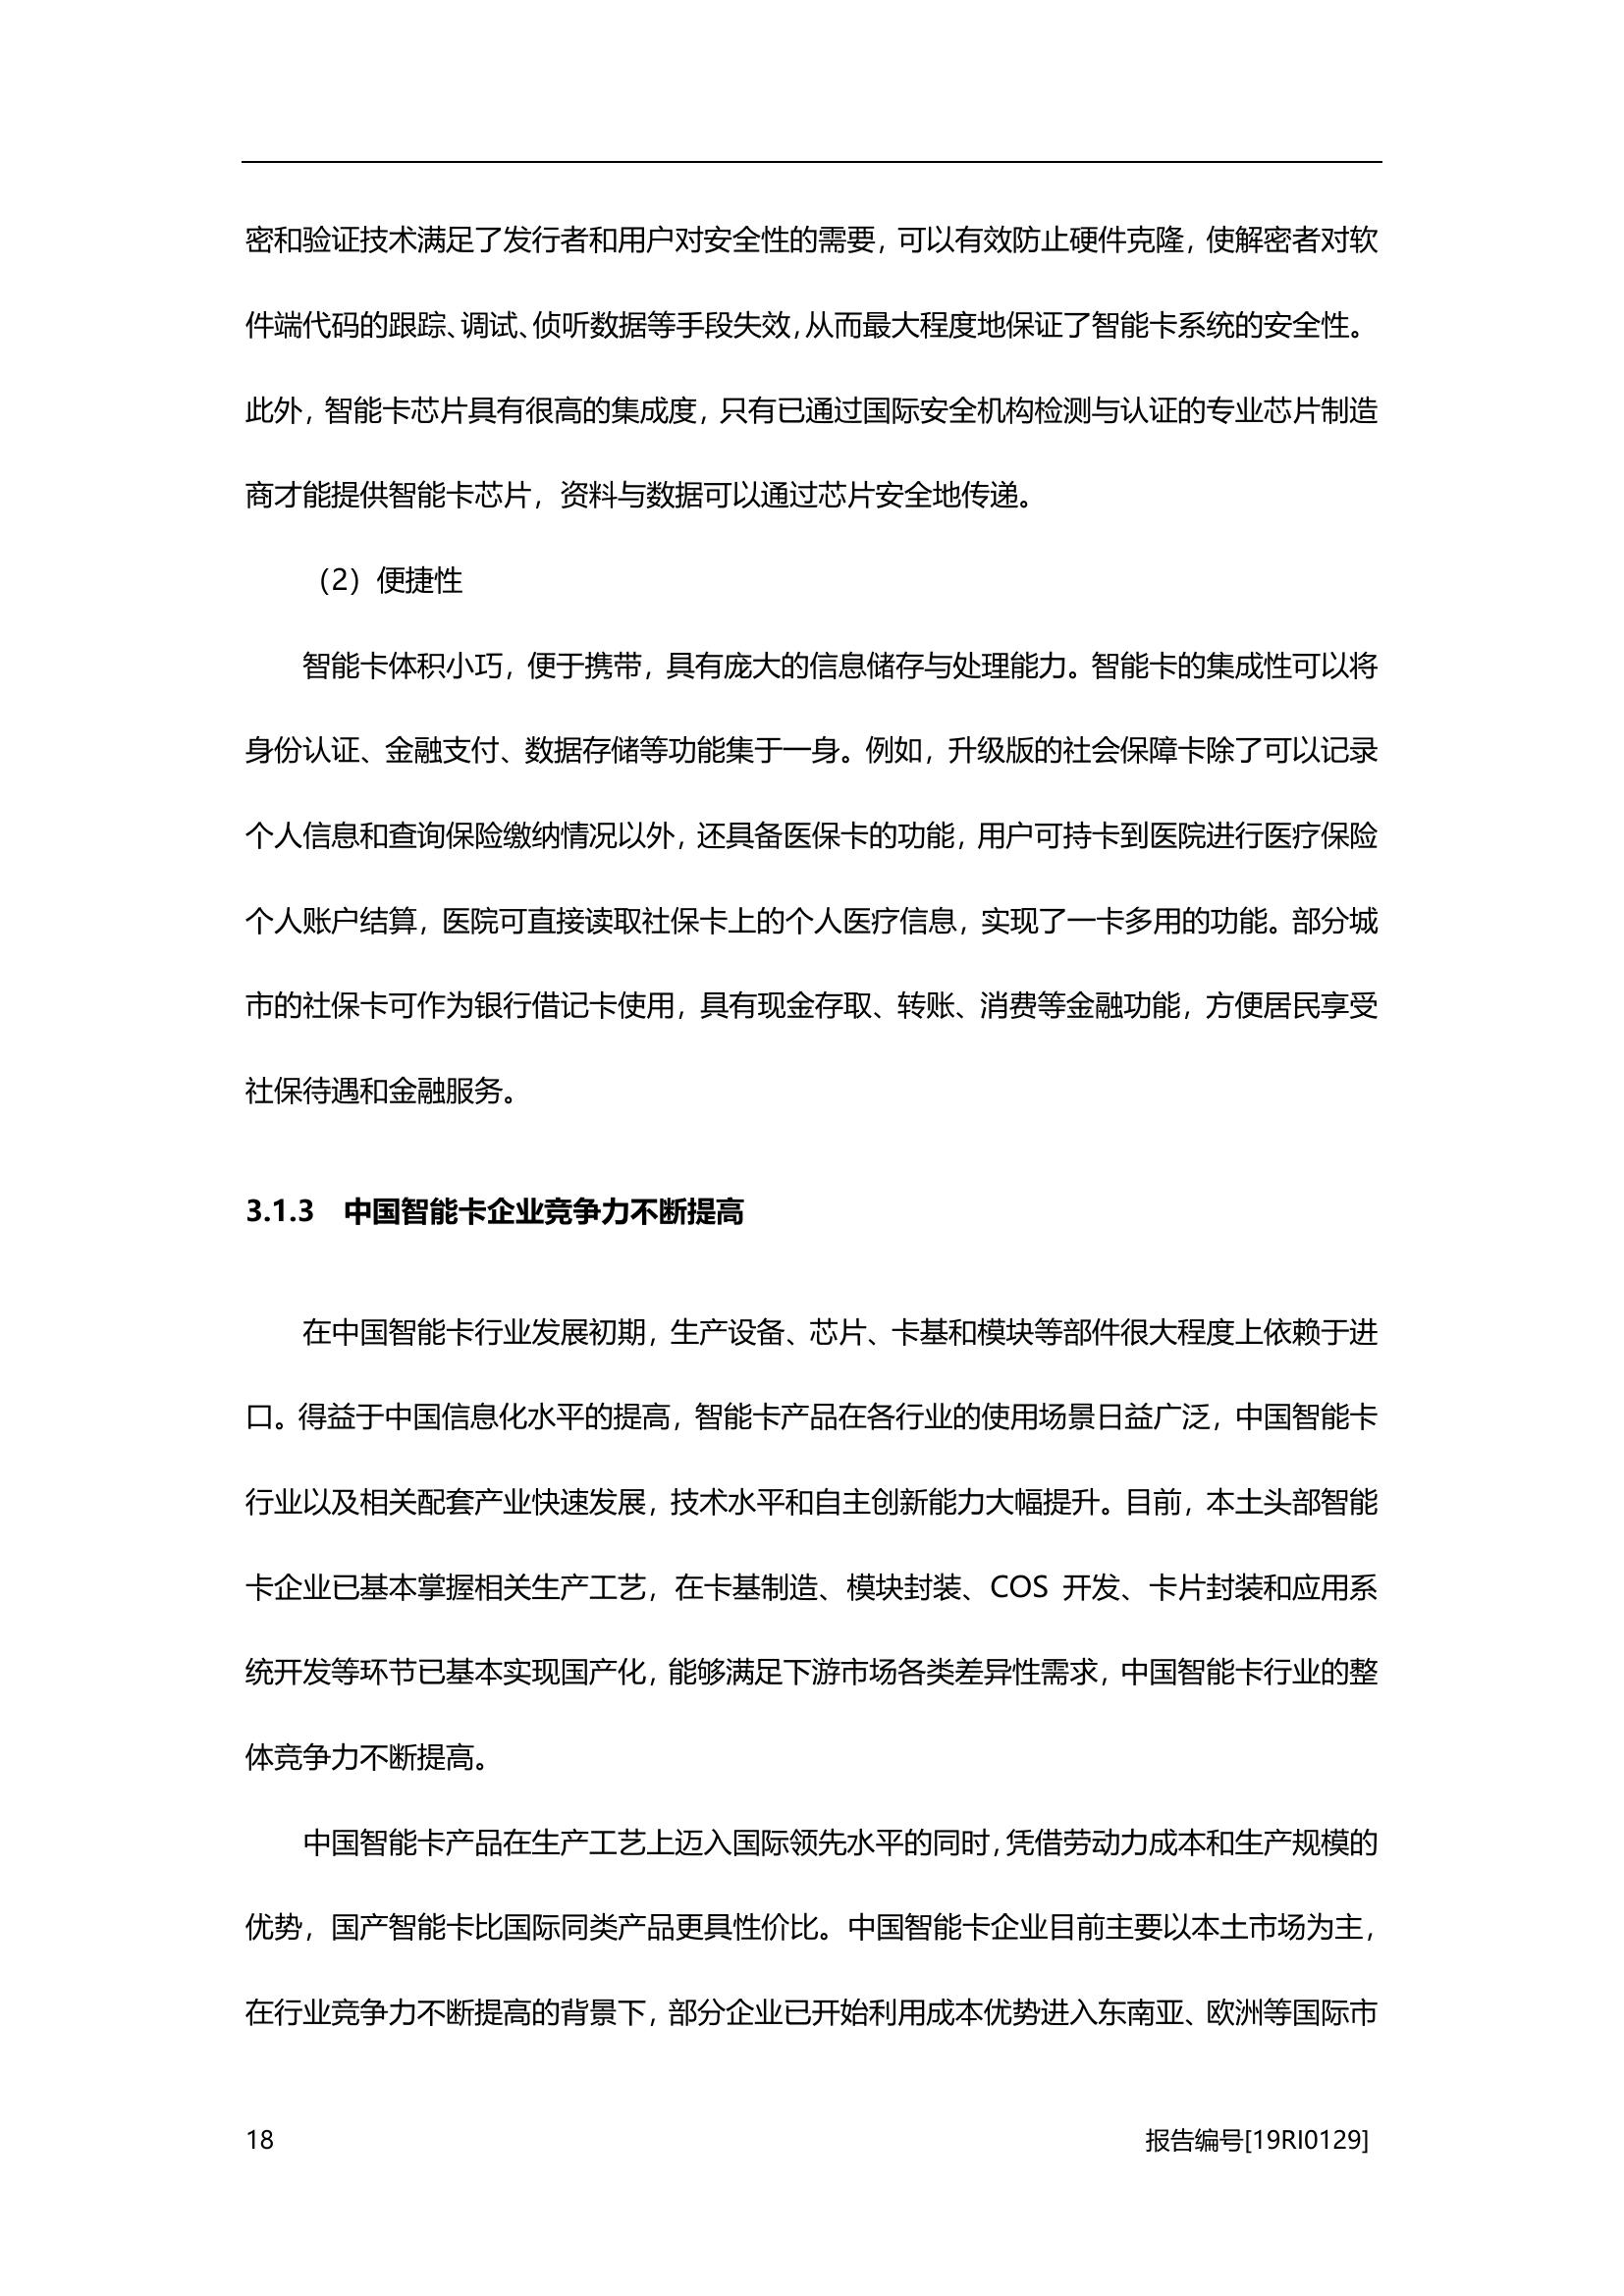 密和验证技术满足了发行者和用户对安全性的需要，可以有效防止硬件克隆，使解密者对软
件端代码的跟踪、调试、侦听数据等手段失效，从而最大程度地保证了智能卡系统的安全性。
此外，智能卡芯片具有很高的集成度，只有已通过国际安全机构检测与认证的专业芯片制造
商才能提供智能卡芯片，资料与数据可以通过芯片安全地传递。
（2）便捷性
智能卡体积小巧，便于携带，具有庞大的信息储存与处理能力。智能卡的集成性可以将
身份认证、金融支付、数据存储等功能集于一身。例如，升级版的社会保障卡除了可以记录
个人信息和查询保险缴纳情况以外，还具备医保卡的功能，用户可持卡到医院进行医疗保险
个人账户结算，医院可直接读取社保卡上的个人医疗信息，实现了一卡多用的功能。部分城
市的社保卡可作为银行借记卡使用，具有现金存取、转账、消费等金融功能，方便居民享受
社保待遇和金融服务。
3.1.3 中国智能卡企业竞争力不断提高
在中国智能卡行业发展初期，生产设备、芯片、卡基和模块等部件很大程度上依赖于进
口。得益于中国信息化水平的提高，智能卡产品在各行业的使用场景日益广泛，中国智能卡
行业以及相关配套产业快速发展，技术水平和自主创新能力大幅提升。目前，本土头部智能
卡企业已基本掌握相关生产工艺，在卡基制造、模块封装、COS 开发、卡片封装和应用系
统开发等环节已基本实现国产化，能够满足下游市场各类差异性需求，中国智能卡行业的整
体竞争力不断提高。
中国智能卡产品在生产工艺上迈入国际领先水平的同时，凭借劳动力成本和生产规模的
优势，国产智能卡比国际同类产品更具性价比。中国智能卡企业目前主要以本土市场为主，
在行业竞争力不断提高的背景下，部分企业已开始利用成本优势进入东南亚、欧洲等国际市
18 报告编号[19RI0129]